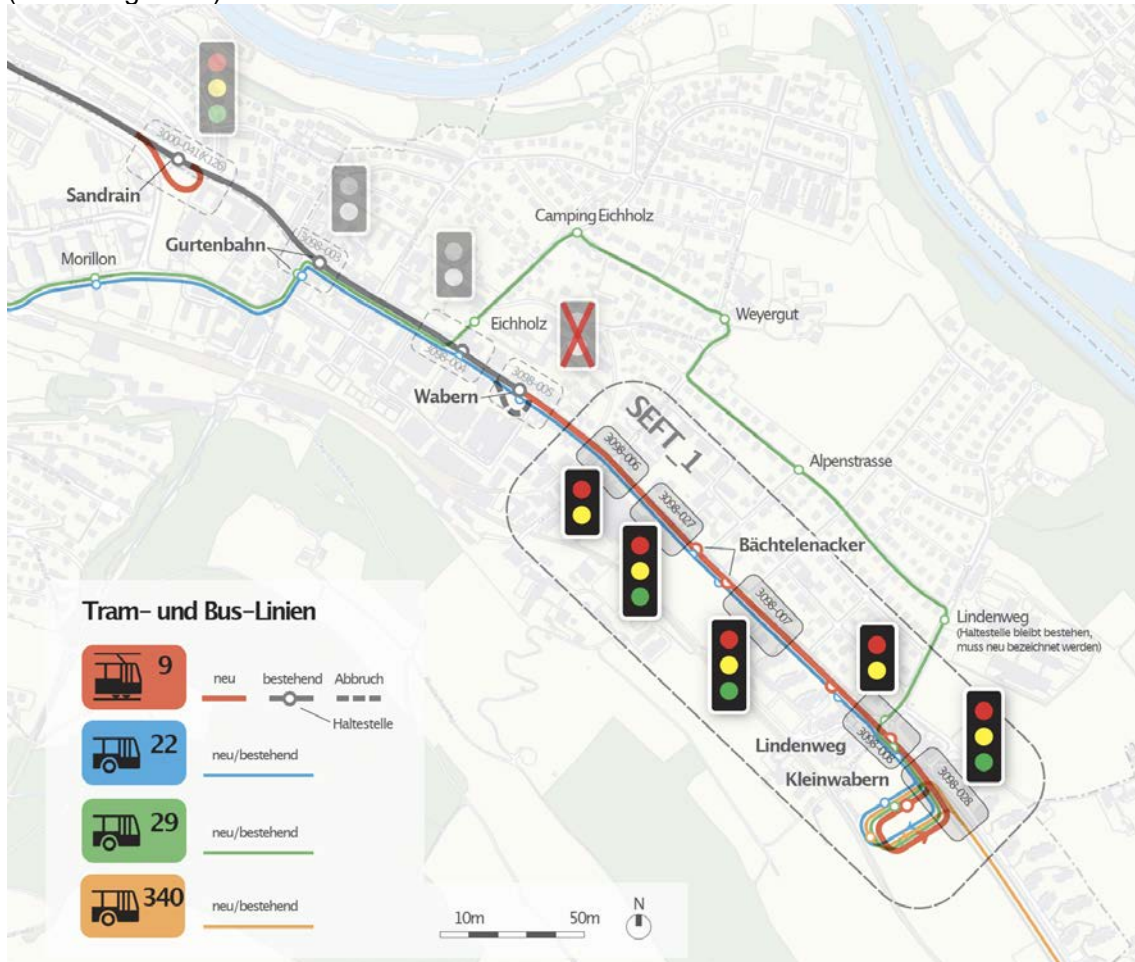 3000-041 (K126)
Sandrain
3098-003
Gurtenbahn
Morillon
Camping Eichholz
Eichholz
Weyergut
3098-004
3098-005
Wabern
SEFT_1
3098-006
3098-027
Alpenstrasse
Bächtelenacker
3098-007
Lindenweg
(Haltestelle bleibt bestehen,
muss neu bezeichnet werden)
Lindenweg
3098-008
Kleinwabern
3098-028
Tram- und Bus-Linien
9
neu
bestehend
Abbruch
Haltestelle
22
neu/bestehend
29
neu/bestehend
340
neu/bestehend
10m
50m
N